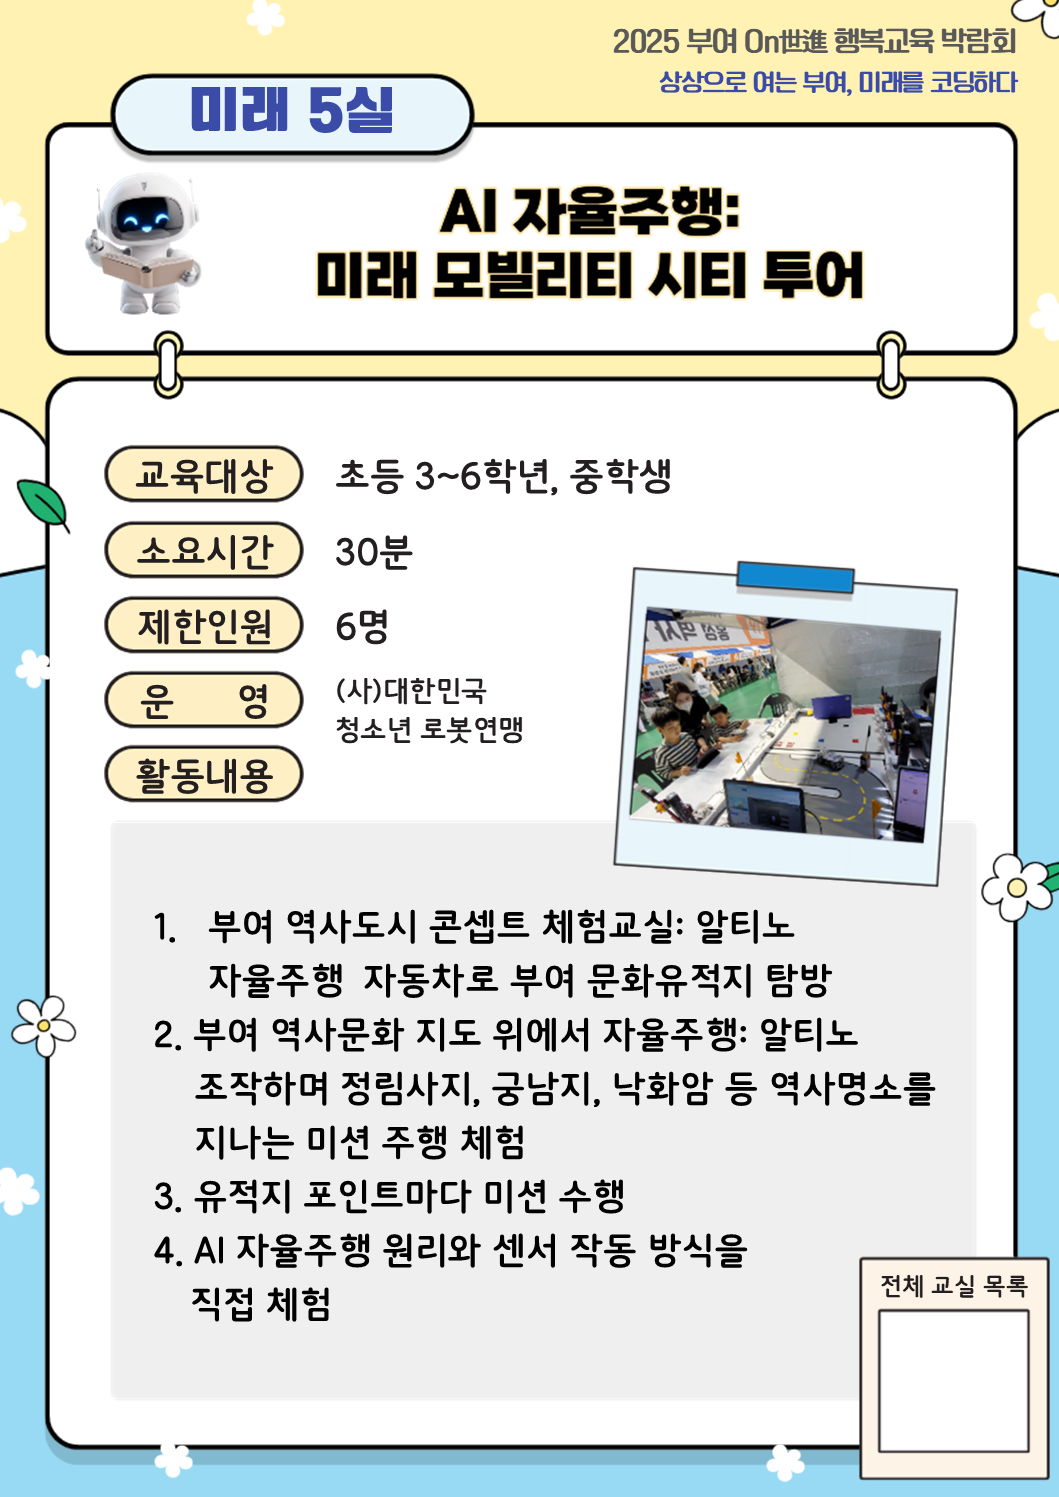 2025 부여 On世進 행복교육 박람회
상상으로 여는 부여, 미래를 코딩하다
미래 5실
AI 자율주행:
미래 모빌리티 시티 투어
교육대상 초등 3~6학년, 중학생
소요시간 30분
제한인원 6명
운 영 (사)대한민국
청소년 로봇연맹
활동내용
1. 부여 역사도시 콘셉트 체험교실: 알티노
자율주행 자동차로 부여 문화유적지 탐방
2. 부여 역사문화 지도 위에서 자율주행: 알티노
조작하며 정림사지, 궁남지, 낙화암 등 역사명소를
지나는 미션 주행 체험
3. 유적지 포인트마다 미션 수행
4. AI 자율주행 원리와 센서 작동 방식을
직접 체험
전체 교실 목록